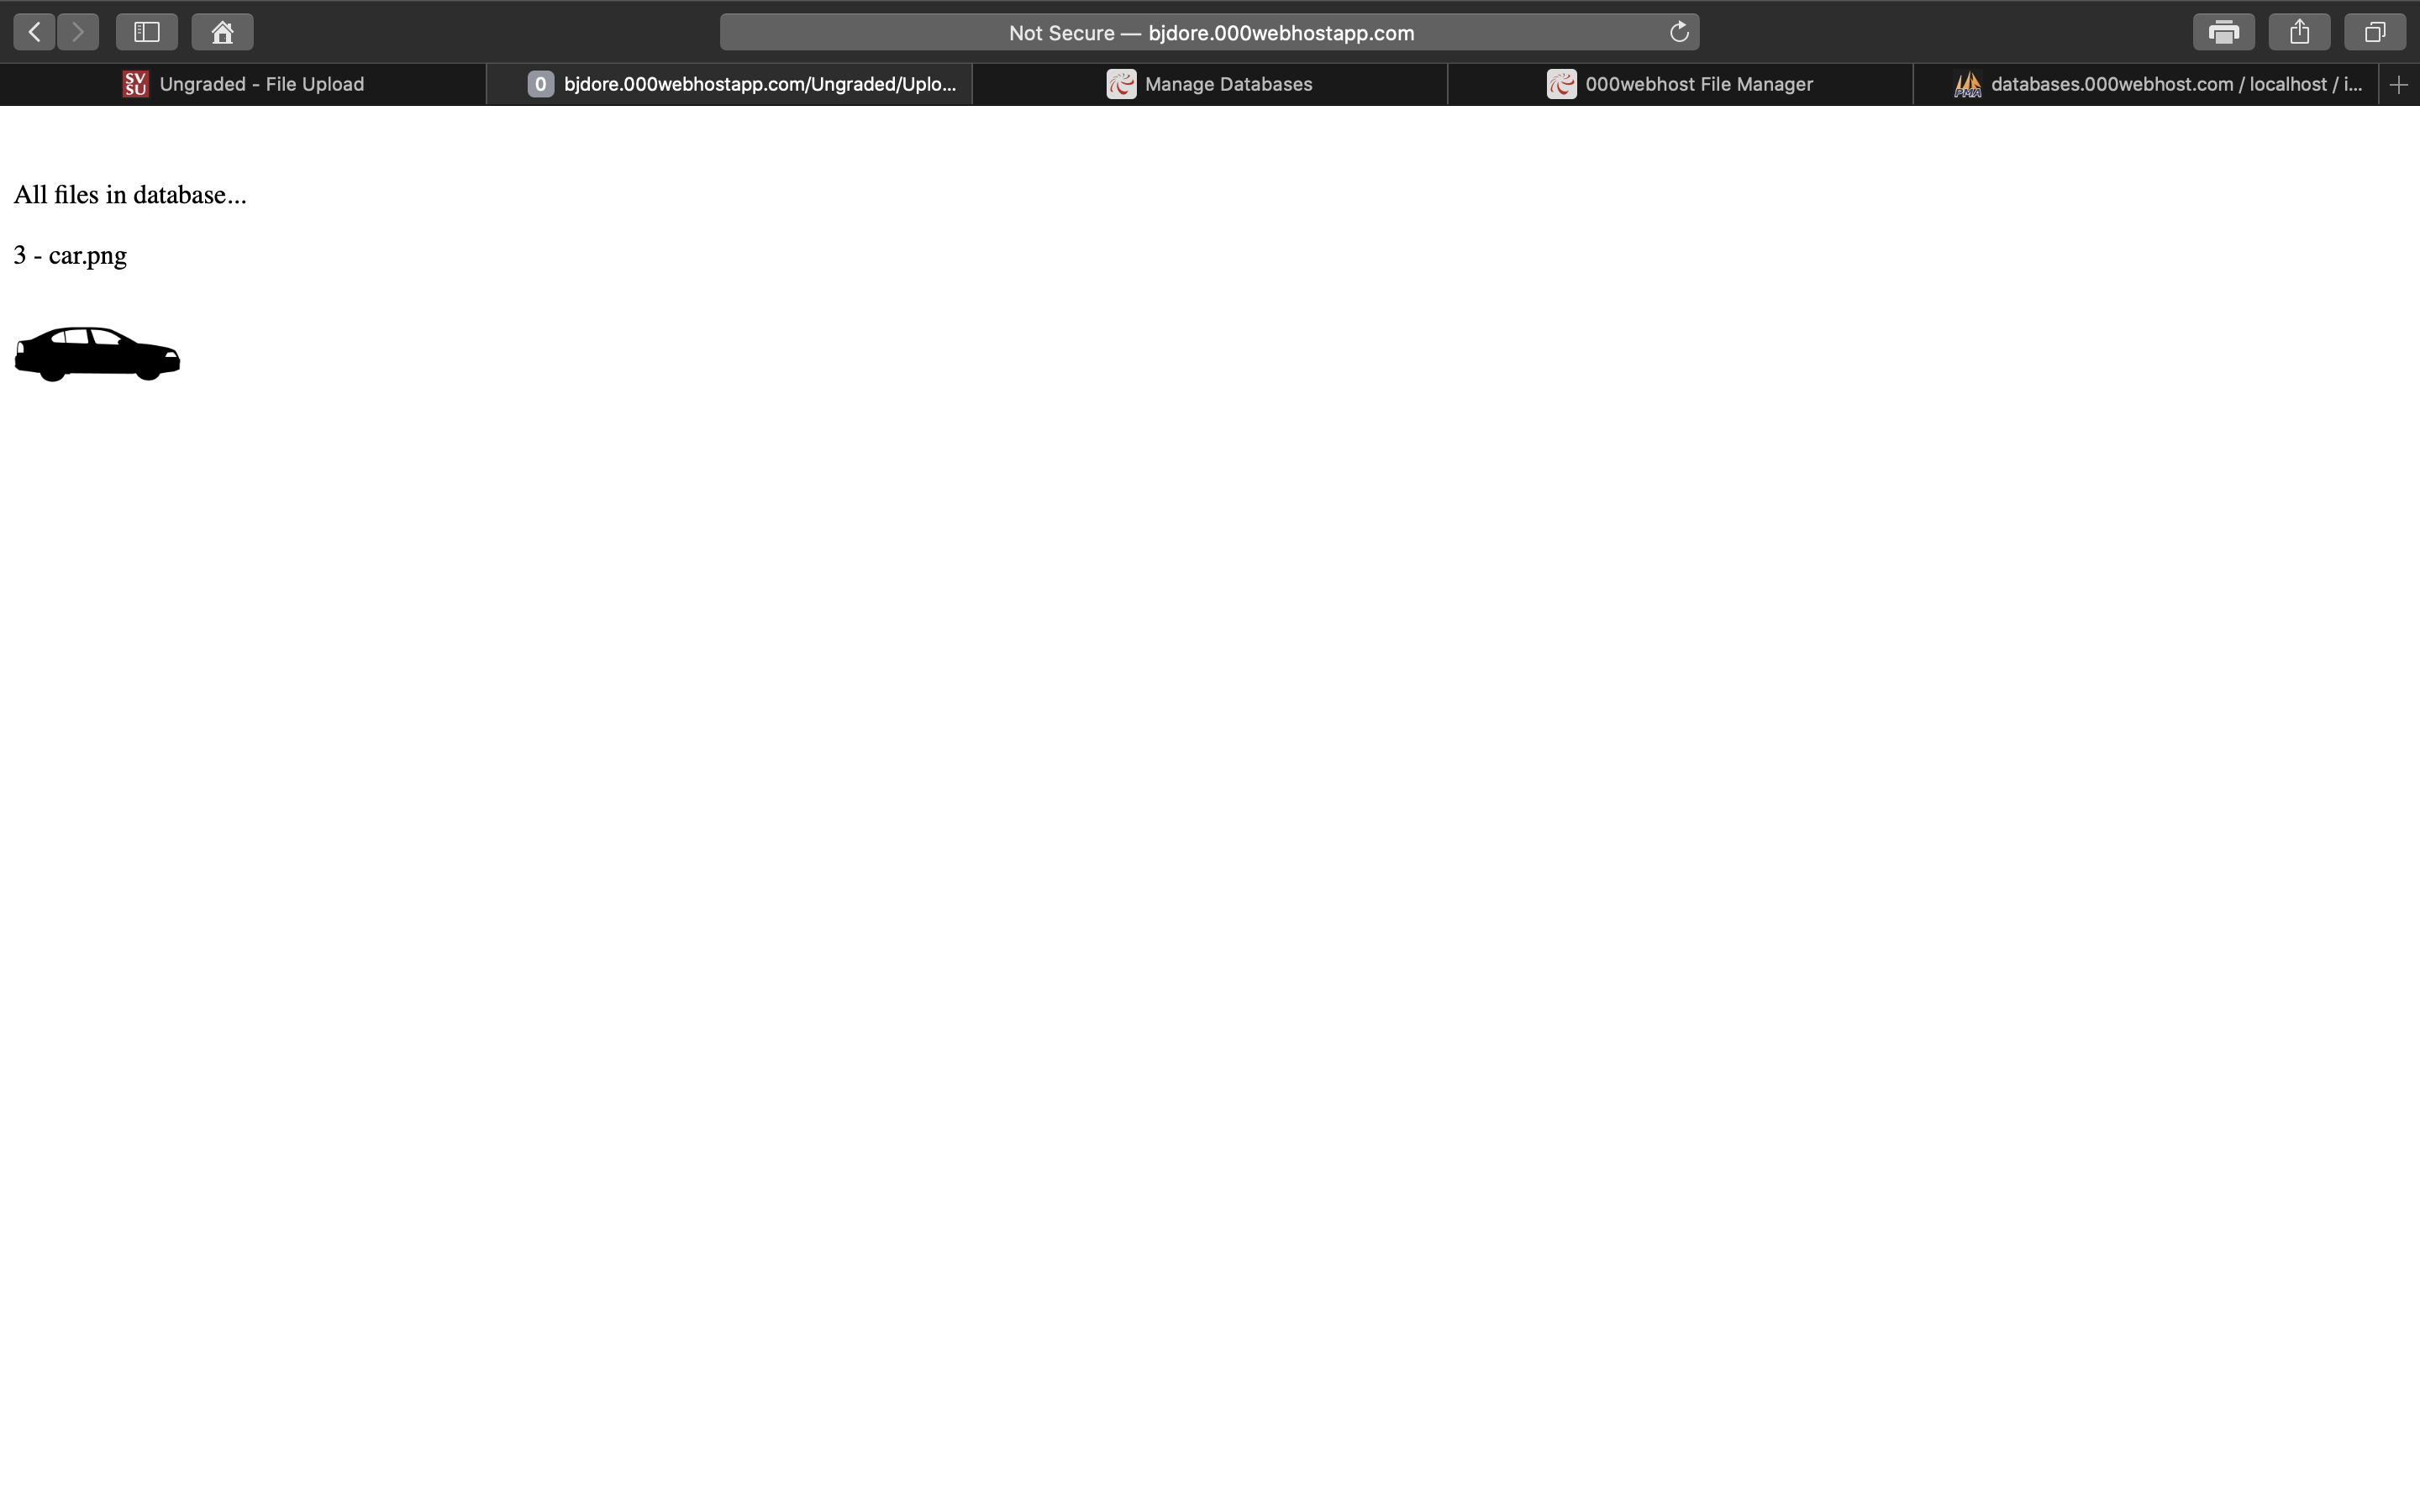 Not Secure — bjdore.000webhostapp.com
SV
SU
Ungraded - File Upload
0
bjdore.000webhostapp.com/Ungraded/Uplo...
Manage Databases
000webhost File Manager
PMA
databases.000webhost.com / localhost / i...
All files in database...
3 - car.png